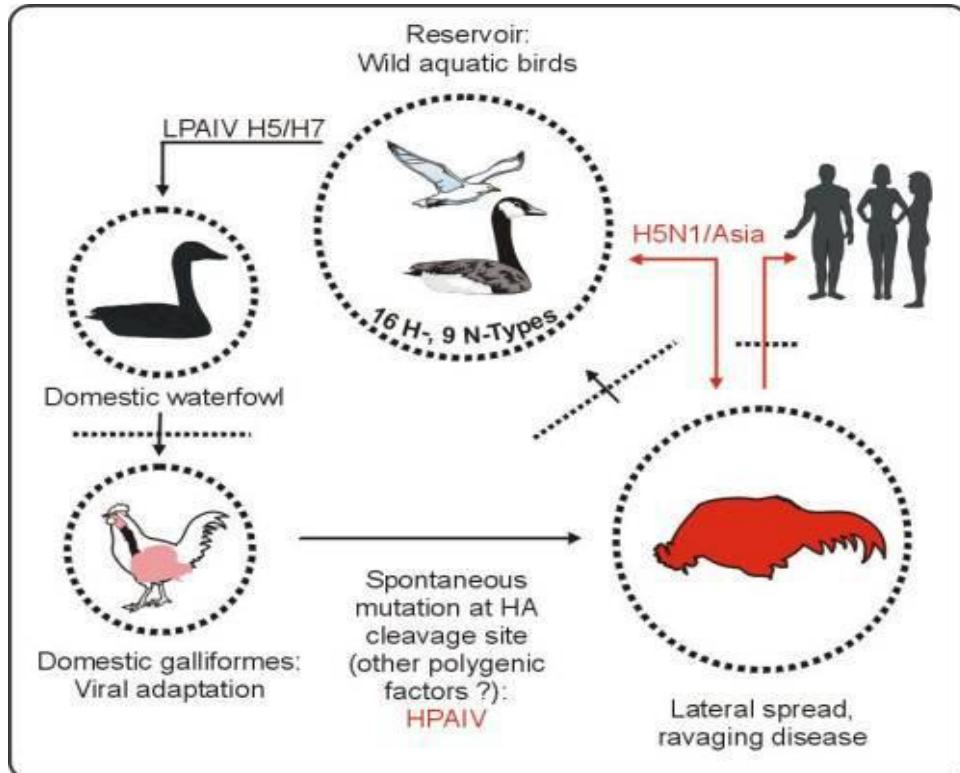 Reservoir:
Wild aquatic birds
LPAIV H5/H7
H5N1/Asia
16 H-, 9 N-Types
Domestic waterfowl
Domestic galliformes:
Viral adaptation
Spontaneous
mutation at HA
cleavage site
(other polygenic
factors ?):
HPAIV
Lateral spread,
ravaging disease